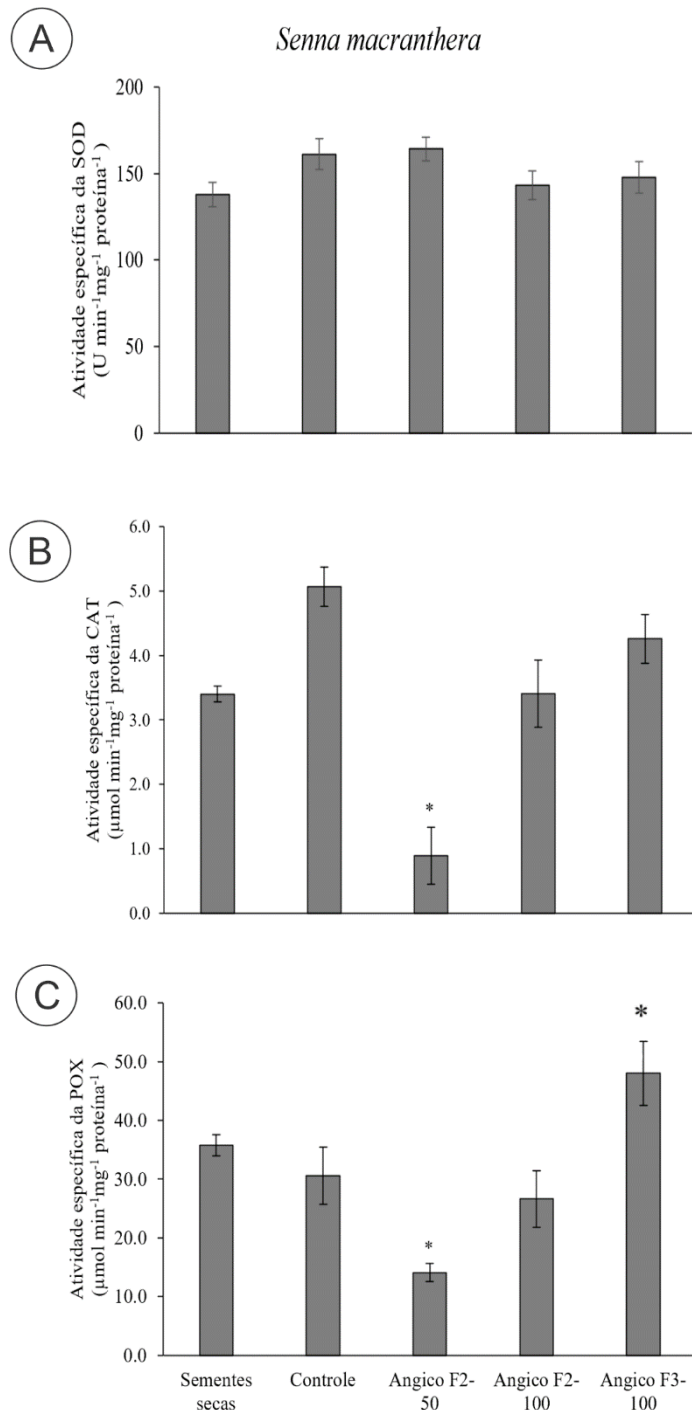 A
Senna macranthera
Atividade específica da SOD
(U min⁻¹mg⁻¹ proteína⁻¹)
200
150
100
50
0
B
Atividade específica da CAT
(µmol min⁻¹mg⁻¹ proteína⁻¹)
6.0
5.0
4.0
3.0
2.0
1.0
0.0
*
C
Atividade específica da POX
(µmol min⁻¹mg⁻¹ proteína⁻¹)
60.0
50.0
40.0
30.0
20.0
10.0
0.0
*
*
Sementes
secas
Controle
Angico F2-
50
Angico F2-
100
Angico F3-
100